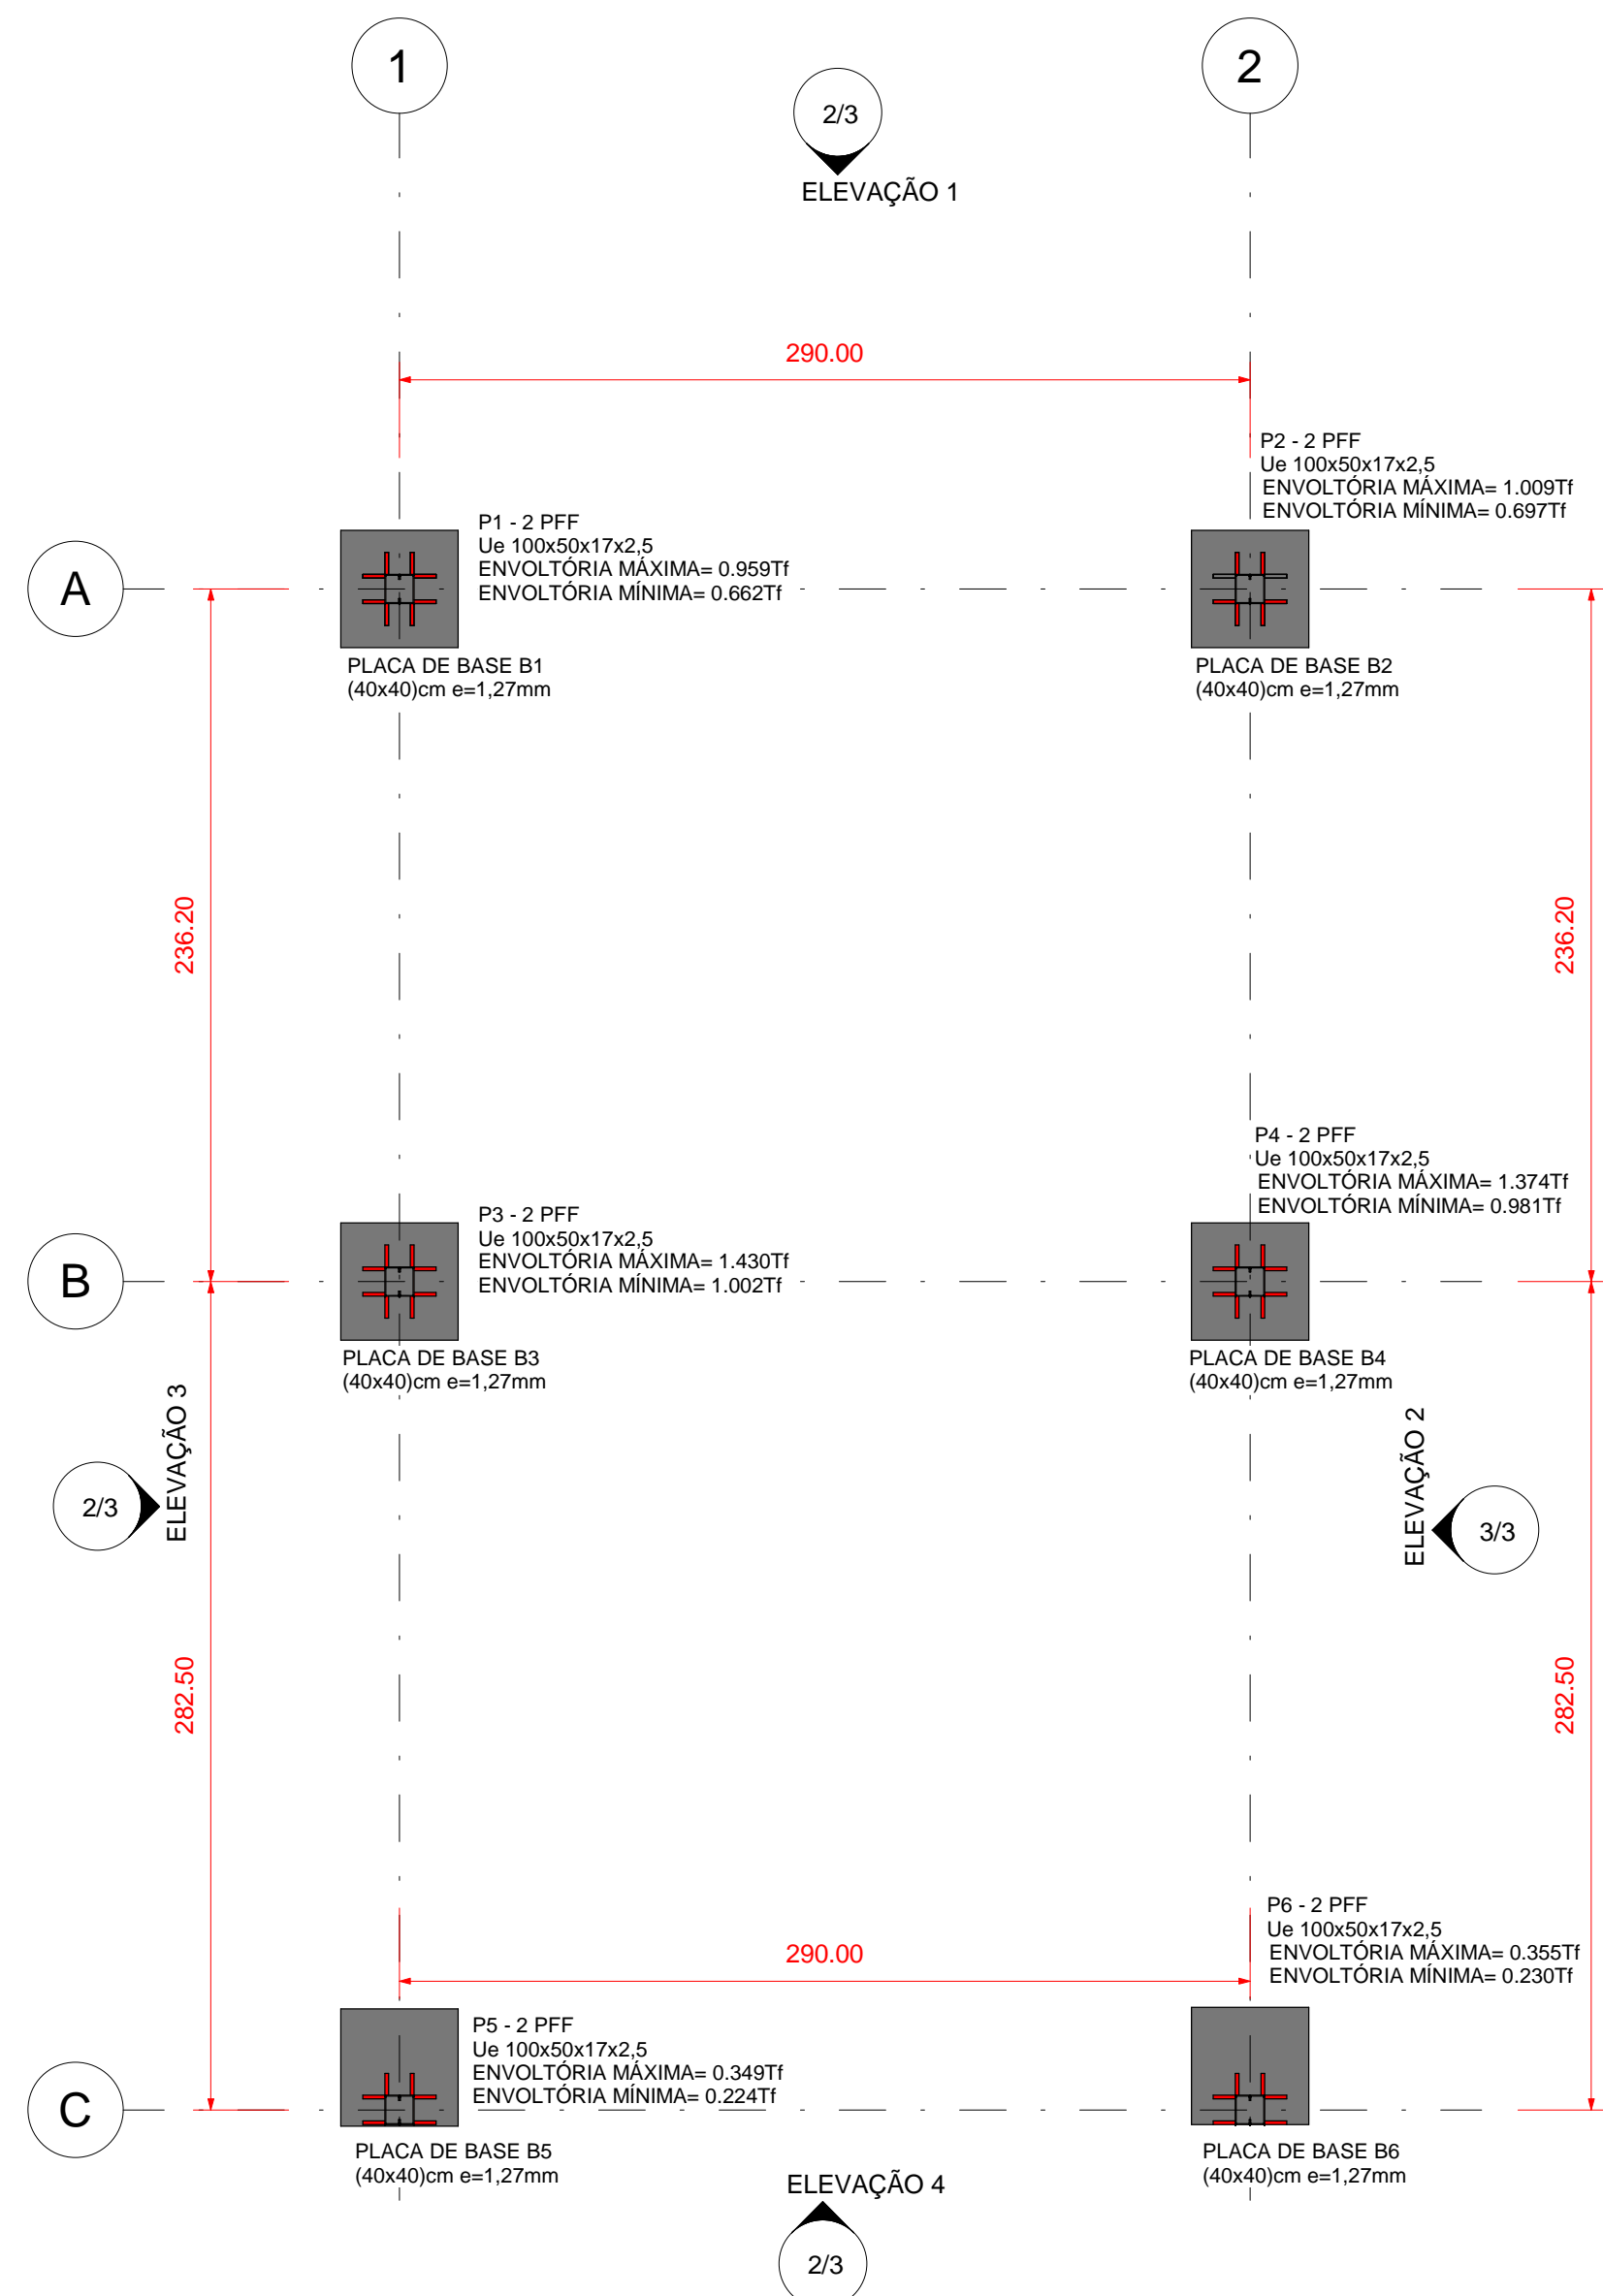 1
2
2/3
ELEVAÇÃO 1
290.00
P2 - 2 PFF
Ue 100x50x17x2,5
ENVOLTÓRIA MÁXIMA= 1.009Tf
ENVOLTÓRIA MÍNIMA= 0.697Tf
P1 - 2 PFF
Ue 100x50x17x2,5
ENVOLTÓRIA MÁXIMA= 0.959Tf
ENVOLTÓRIA MÍNIMA= 0.662Tf
A
PLACA DE BASE B1
(40x40)cm e=1,27mm
PLACA DE BASE B2
(40x40)cm e=1,27mm
236.20
236.20
P4 - 2 PFF
Ue 100x50x17x2,5
ENVOLTÓRIA MÁXIMA= 1.374Tf
ENVOLTÓRIA MÍNIMA= 0.981Tf
P3 - 2 PFF
Ue 100x50x17x2,5
ENVOLTÓRIA MÁXIMA= 1.430Tf
ENVOLTÓRIA MÍNIMA= 1.002Tf
B
PLACA DE BASE B3
(40x40)cm e=1,27mm
PLACA DE BASE B4
(40x40)cm e=1,27mm
2/3
ELEVAÇÃO 3
ELEVAÇÃO 2
3/3
282.50
282.50
P6 - 2 PFF
Ue 100x50x17x2,5
ENVOLTÓRIA MÁXIMA= 0.355Tf
ENVOLTÓRIA MÍNIMA= 0.230Tf
290.00
P5 - 2 PFF
Ue 100x50x17x2,5
ENVOLTÓRIA MÁXIMA= 0.349Tf
ENVOLTÓRIA MÍNIMA= 0.224Tf
C
PLACA DE BASE B5
(40x40)cm e=1,27mm
PLACA DE BASE B6
(40x40)cm e=1,27mm
ELEVAÇÃO 4
2/3